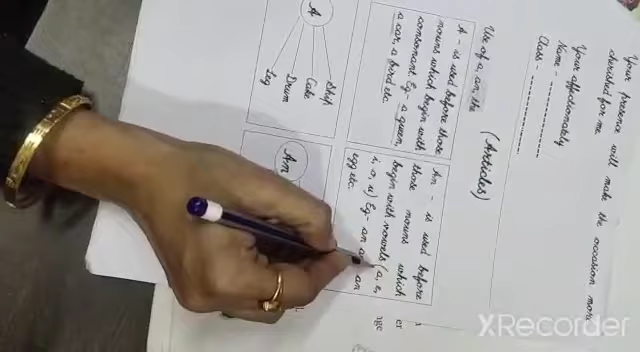 Your presence will make the occasion more
cherished for me.
Your affectionately
Name -
Class -
(Articles)
Use of a, an, the
A - is used before those
nouns which begin with
consonant. Eg - a queen,
a car, a bird etc.
An - is used before
those nouns which
begin with vowels (a, e,
i, o, u) Eg - an
an
egg etc.
A
Ship
Cake
Drum
Leg
An
XRecorder